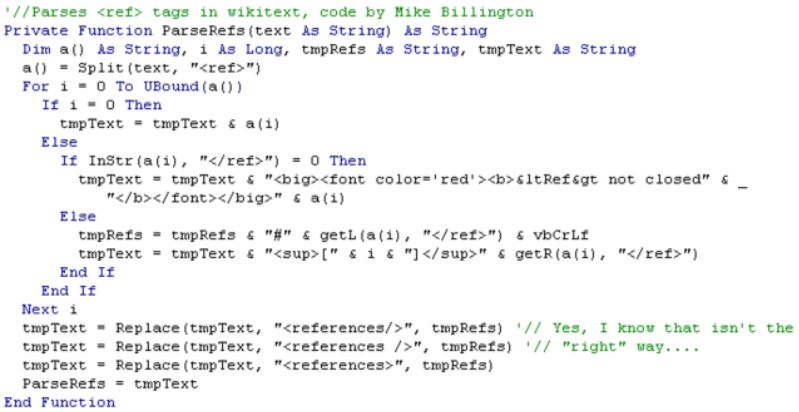 '//Parses <ref> tags in wikitext, code by Mike Billington
Private Function ParseRefs(text As String) As String
  Dim a() As String, i As Long, tmpRefs As String, tmpText As String
  a() = Split(text, "<ref>")
  For i = 0 To UBound(a())
    If i = 0 Then
      tmpText = tmpText & a(i)
    Else
      If InStr(a(i), "</ref>") = 0 Then
        tmpText = tmpText & "<big><font color='red'><b>&ltRef&gt not closed" & _
          "</b></font></big>" & a(i)
      Else
        tmpRefs = tmpRefs & "#" & getL(a(i), "</ref>") & vbCrLf
        tmpText = tmpText & "<sup>[" & i & "]</sup>" & getR(a(i), "</ref>")
      End If
    End If
  Next i
  tmpText = Replace(tmpText, "<references/>", tmpRefs) '// Yes, I know that isn't the
  tmpText = Replace(tmpText, "<references />", tmpRefs) '// "right" way....
  tmpText = Replace(tmpText, "<references>", tmpRefs)
  ParseRefs = tmpText
End Function